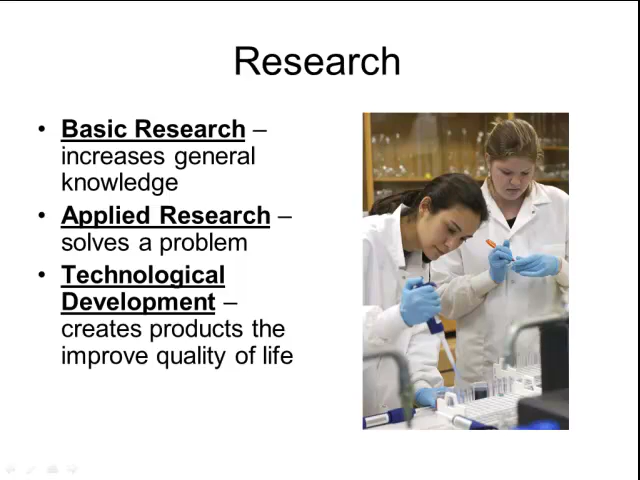 Research
• Basic Research –
increases general
knowledge
• Applied Research –
solves a problem
• Technological
Development –
creates products the
improve quality of life